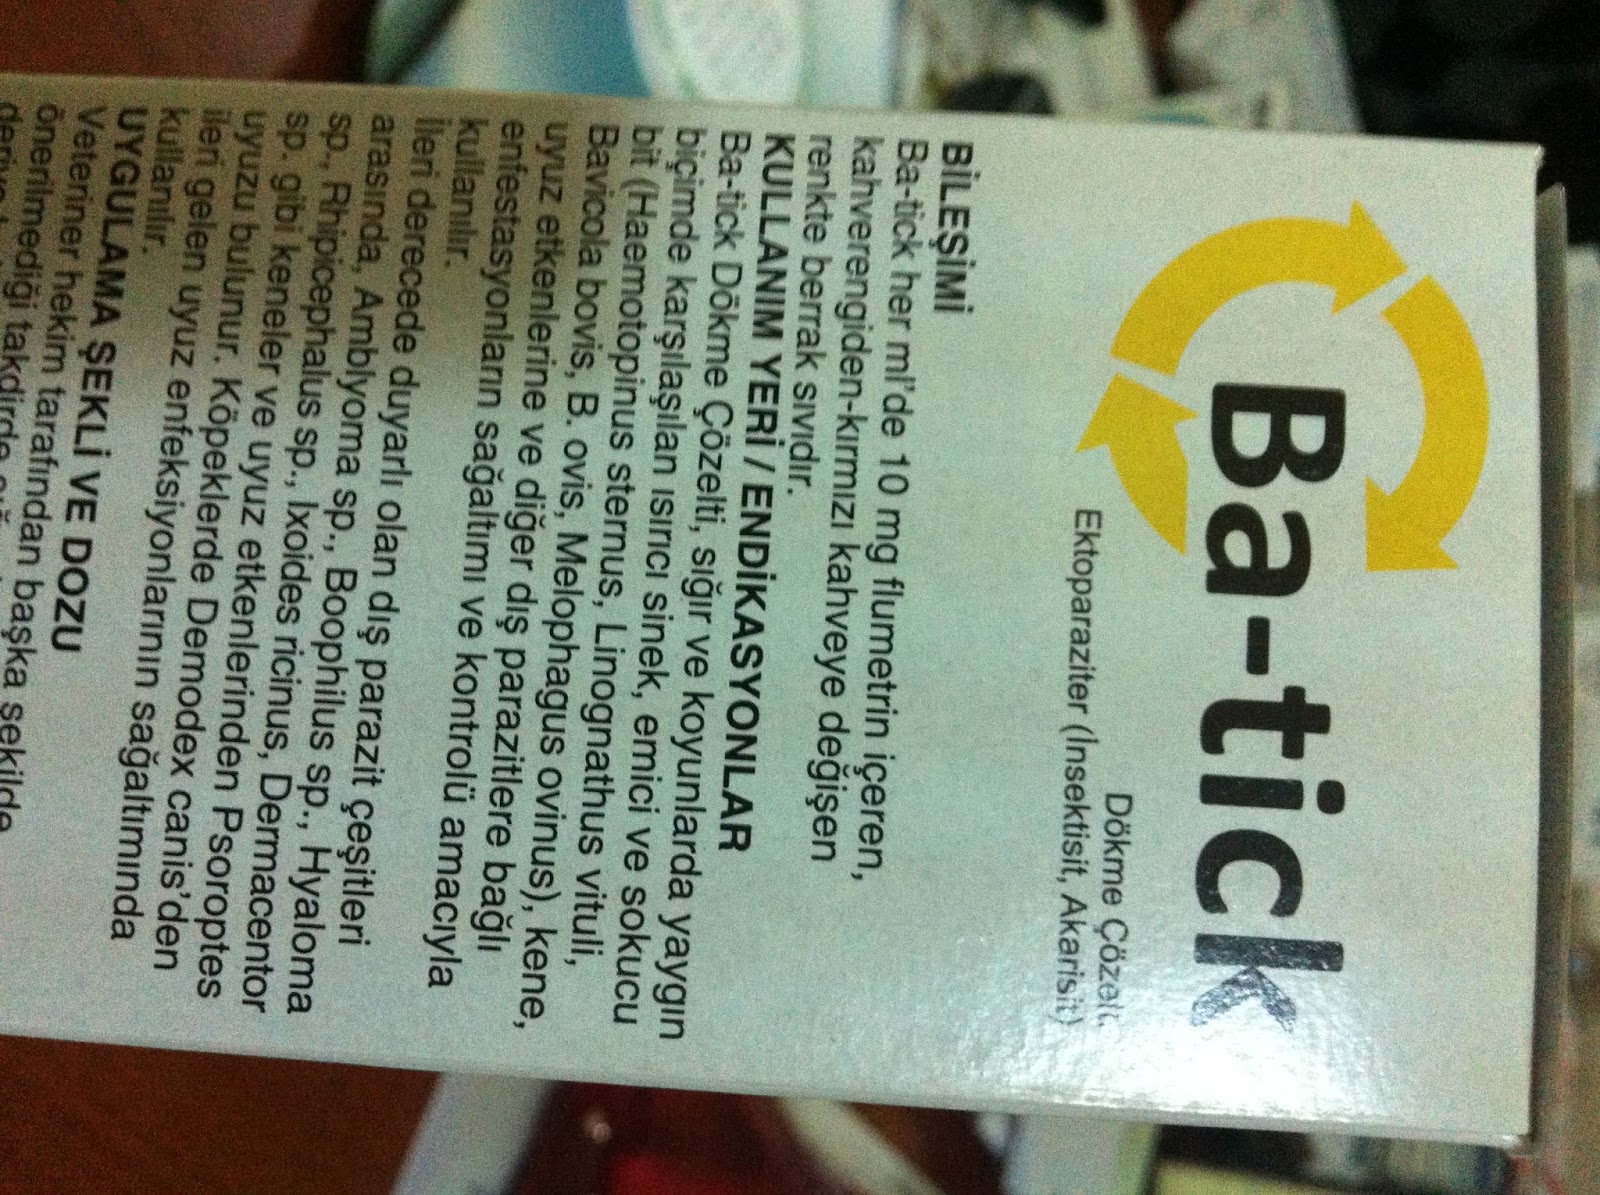 Ba-tick
Dökme Çözelti
Ektoparaziter (İnsektisit, Akarisit)
BİLEŞİMİ
Ba-tick her ml'de 10 mg flumetrin içeren,
kahverengiden-kırmızı kahveye değişen
renkte berrak sıvıdır.
KULLANIM YERİ / ENDİKASYONLAR
Ba-tick Dökme Çözelti, sığır ve koyunlarda yaygın
biçimde karşılaşılan ısırıcı sinek, emici ve sokucu
bit (Haemotopinus sternus, Linognathus vituli,
Bavicola bovis, B. ovis, Melophagus ovinus), kene,
uyuz etkenlerine ve diğer dış parazitlere bağlı
enfestasyonların sağaltımı ve kontrolü amacıyla
kullanılır.
İleri derecede duyarlı olan dış parazit çeşitleri
arasında, Amblyoma sp., Boophilus sp., Hyaloma
sp., Rhipicephalus sp., Ixoides ricinus, Dermacentor
sp. gibi keneler ve uyuz etkenlerinden Psoroptes
uyuzu bulunur. Köpeklerde Demodex canis'den
ileri gelen uyuz enfeksiyonlarının sağaltımında
kullanılır.
UYGULAMA ŞEKLİ VE DOZU
Veteriner hekim tarafından başka şekilde
önerilmediği takdirde